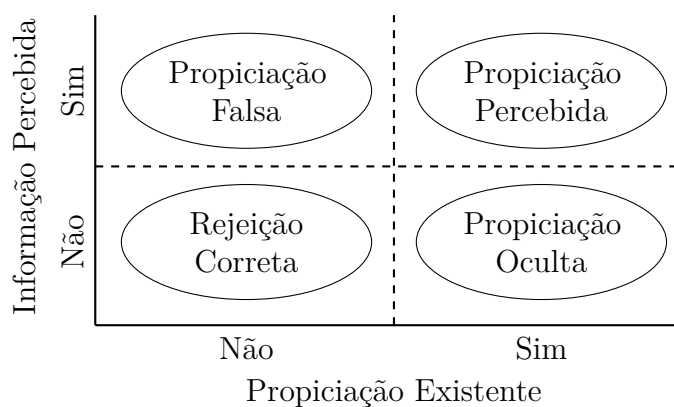 Informação Percebida
Sim
Não
Propiciação
Falsa
Propiciação
Percebida
Rejeição
Correta
Propiciação
Oculta
Não
Sim
Propiciação Existente